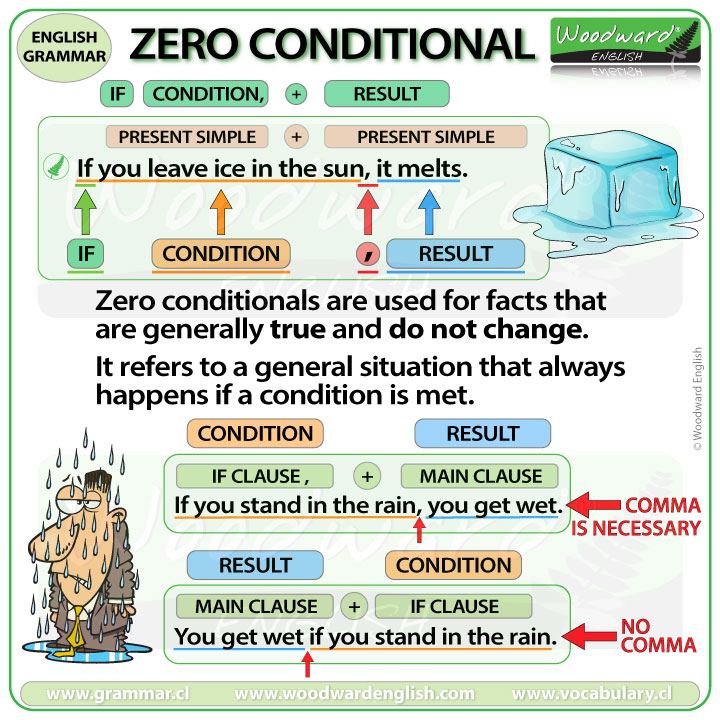 ENGLISH
GRAMMAR
ZERO CONDITIONAL
Woodward®
ENGLISH
IF CONDITION, + RESULT
PRESENT SIMPLE + PRESENT SIMPLE
If you leave ice in the sun, it melts.
IF CONDITION , RESULT
Zero conditionals are used for facts that
are generally true and do not change.
It refers to a general situation that always
happens if a condition is met.
© Woodward English
CONDITION RESULT
IF CLAUSE , + MAIN CLAUSE
If you stand in the rain, you get wet.
COMMA
IS NECESSARY
RESULT CONDITION
MAIN CLAUSE + IF CLAUSE
You get wet if you stand in the rain.
NO
COMMA
Woodward
ENGLISH
Woodward
ENGLISH
www.grammar.cl www.woodwardenglish.com www.vocabulary.cl